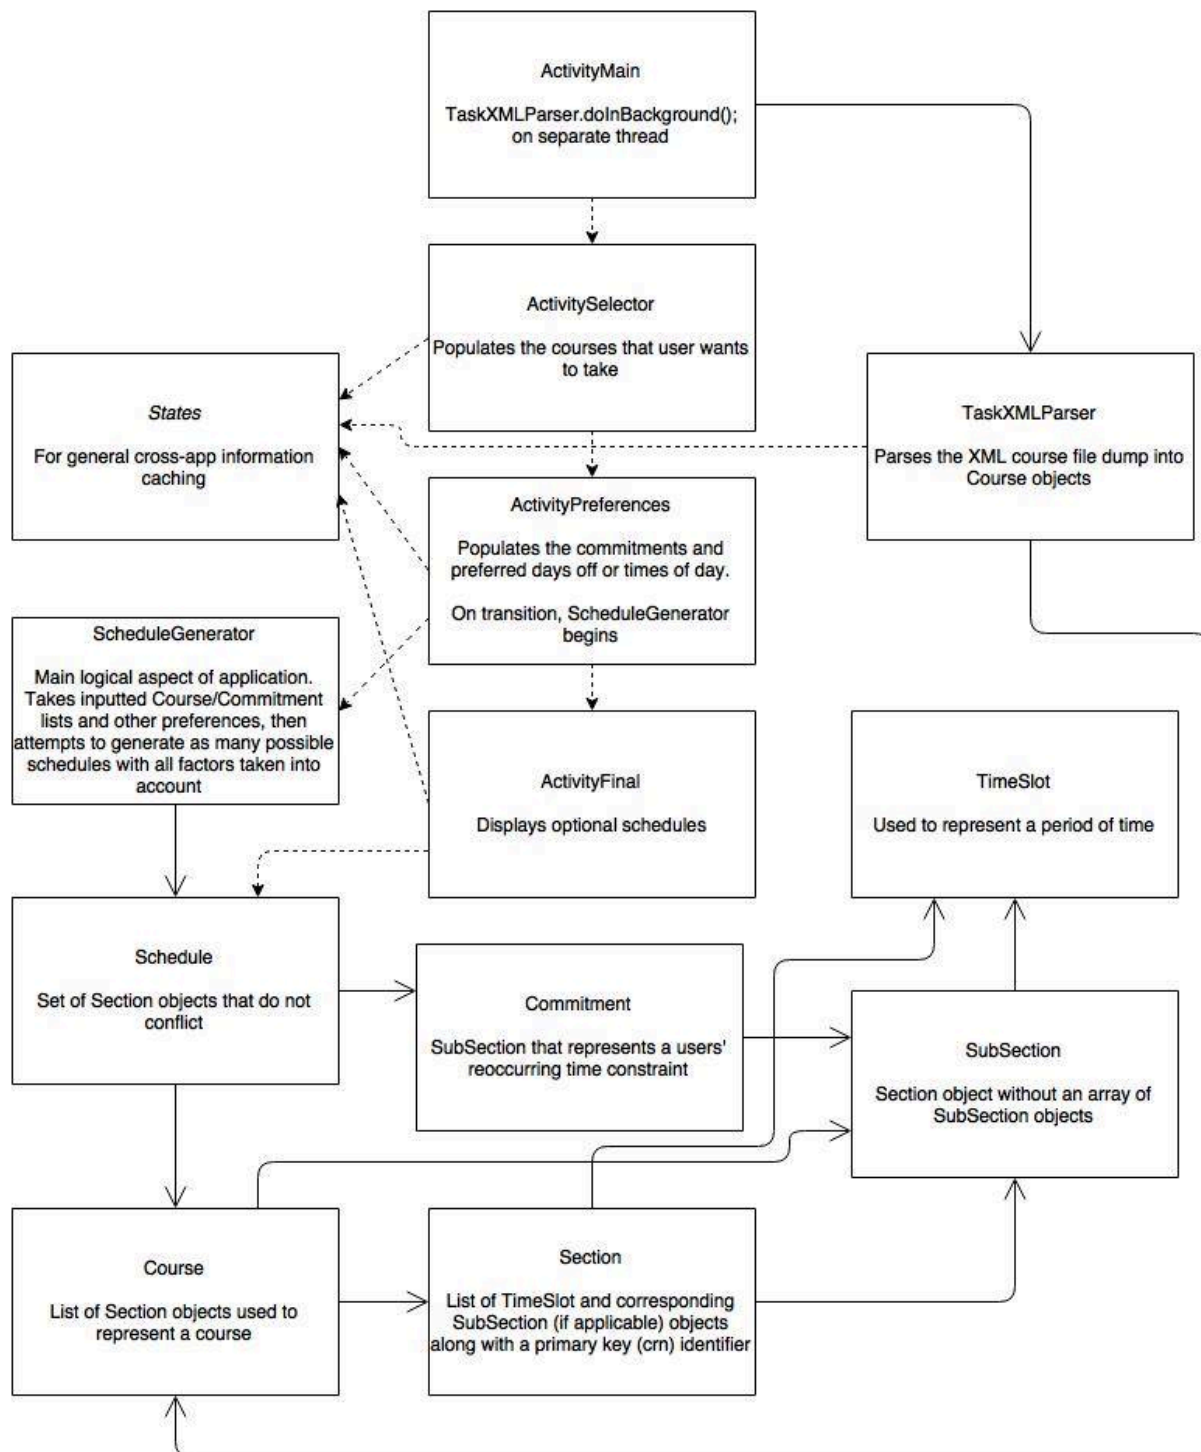 ActivityMain
TaskXMLParser.doInBackground();
on separate thread
ActivitySelector
Populates the courses that user wants
to take
States
For general cross-app information
caching
TaskXMLParser
Parses the XML course file dump into
Course objects
ActivityPreferences
Populates the commitments and
preferred days off or times of day.
On transition, ScheduleGenerator
begins
ScheduleGenerator
Main logical aspect of application.
Takes inputted Course/Commitment
lists and other preferences, then
attempts to generate as many possible
schedules with all factors taken into
account
ActivityFinal
Displays optional schedules
TimeSlot
Used to represent a period of time
Schedule
Set of Section objects that do not
conflict
Commitment
SubSection that represents a users'
reoccurring time constraint
SubSection
Section object without an array of
SubSection objects
Course
List of Section objects used to
represent a course
Section
List of TimeSlot and corresponding
SubSection (if applicable) objects
along with a primary key (crn) identifier